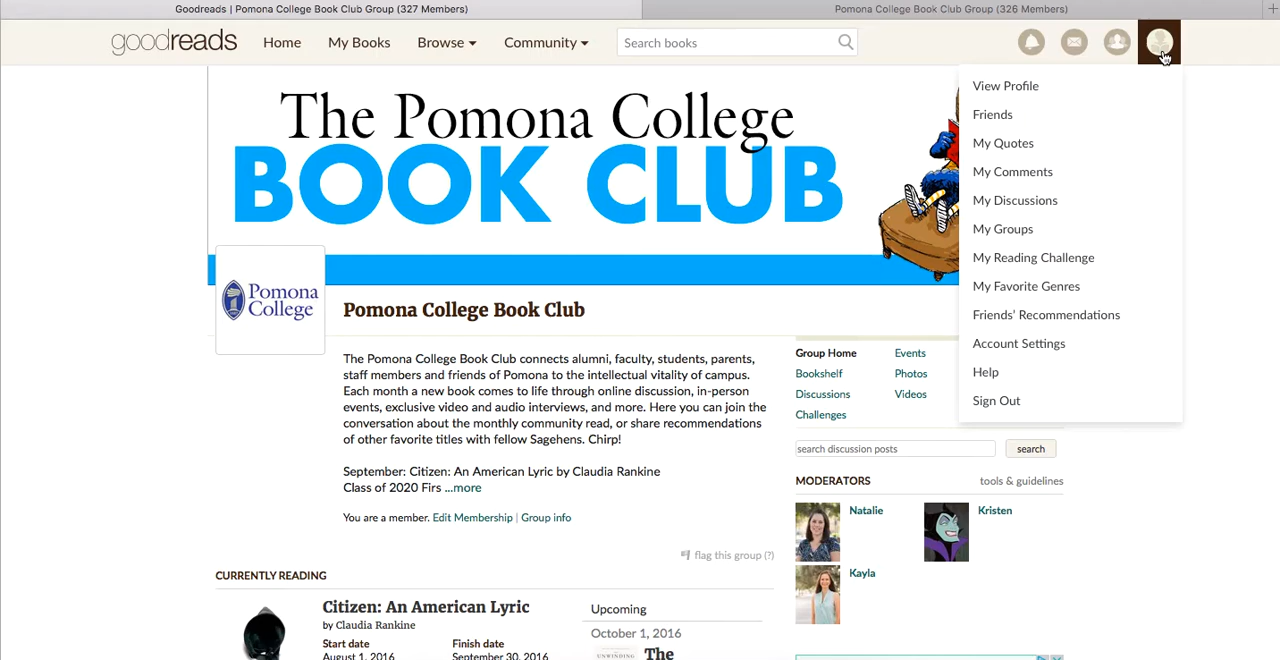 Goodreads | Pomona College Book Club Group (327 Members)
Pomona College Book Club Group (326 Members)
goodreads
Home
My Books
Browse
Community
Search books
View Profile
Friends
My Quotes
My Comments
My Discussions
My Groups
My Reading Challenge
My Favorite Genres
Friends' Recommendations
Account Settings
Help
Sign Out
The Pomona College
BOOK CLUB
Pomona
College
Pomona College Book Club
The Pomona College Book Club connects alumni, faculty, students, parents,
staff members and friends of Pomona to the intellectual vitality of campus.
Each month a new book comes to life through online discussion, in-person
events, exclusive video and audio interviews, and more. Here you can join the
conversation about the monthly community read, or share recommendations
of other favorite titles with fellow Sagehens. Chirp!
September: Citizen: An American Lyric by Claudia Rankine
Class of 2020 Firs ...more
You are a member. Edit Membership | Group info
flag this group (?)
Group Home
Events
Bookshelf
Photos
Discussions
Videos
Challenges
search discussion posts
search
MODERATORS
tools & guidelines
Natalie
Kristen
Kayla
CURRENTLY READING
Citizen: An American Lyric
by Claudia Rankine
Start date
Finish date
August 1, 2016
September 30, 2016
Upcoming
October 1, 2016
UNWINDING
The